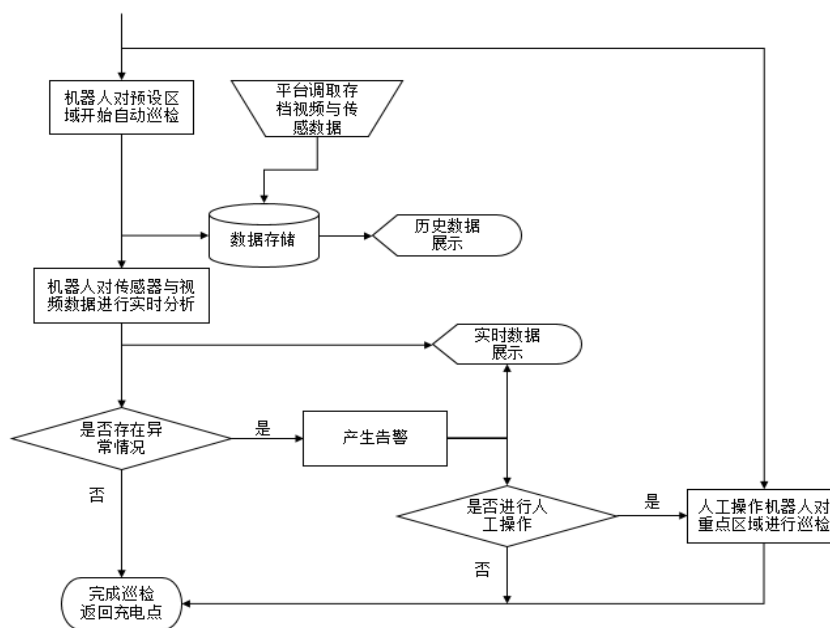 机器人对预设区
域开始自动巡检
平台调取存
档视频与传
感数据
数据存储
历史数据
展示
机器人对传感器与视
频数据进行实时分析
实时数据
展示
是否存在异
常情况
是
产生告警
否
是否进行人
工操作
是
人工操作机器人对
重点区域进行巡检
否
完成巡检
返回充电点